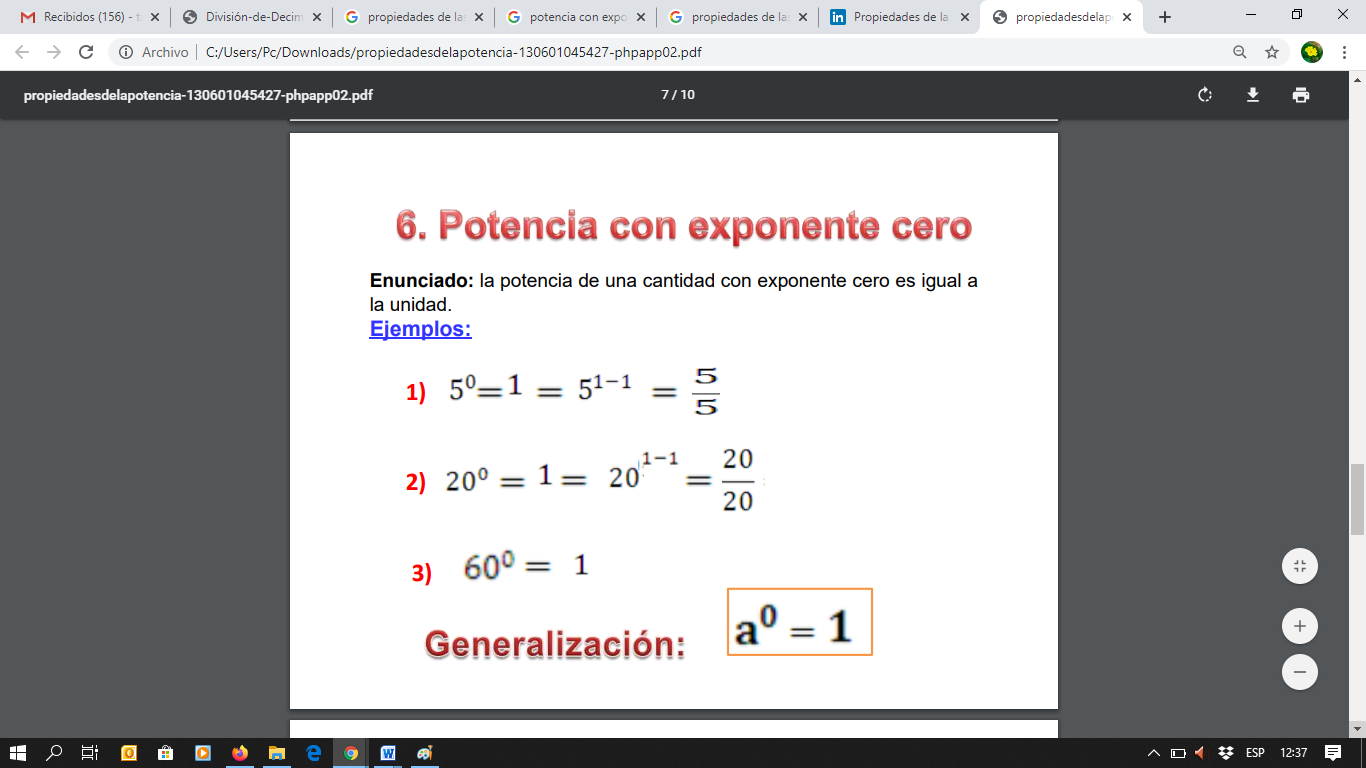 Recibidos (156) - t
División-de-Decim
propiedades de la
potencia con expo
propiedades de la
Propiedades de la
propiedadesdelap
Archivo | C:/Users/Pc/Downloads/propiedadesdelapotencia-130601045427-phpapp02.pdf
propiedadesdelapotencia-130601045427-phpapp02.pdf
7 / 10
6. Potencia con exponente cero
Enunciado: la potencia de una cantidad con exponente cero es igual a
la unidad.
Ejemplos:
1) 5⁰ = 1 = 5¹⁻¹ = 5/5
2) 20⁰ = 1 = 20¹⁻¹ = 20/20
3) 60⁰ = 1
Generalización: a⁰ = 1
ESP 12:37